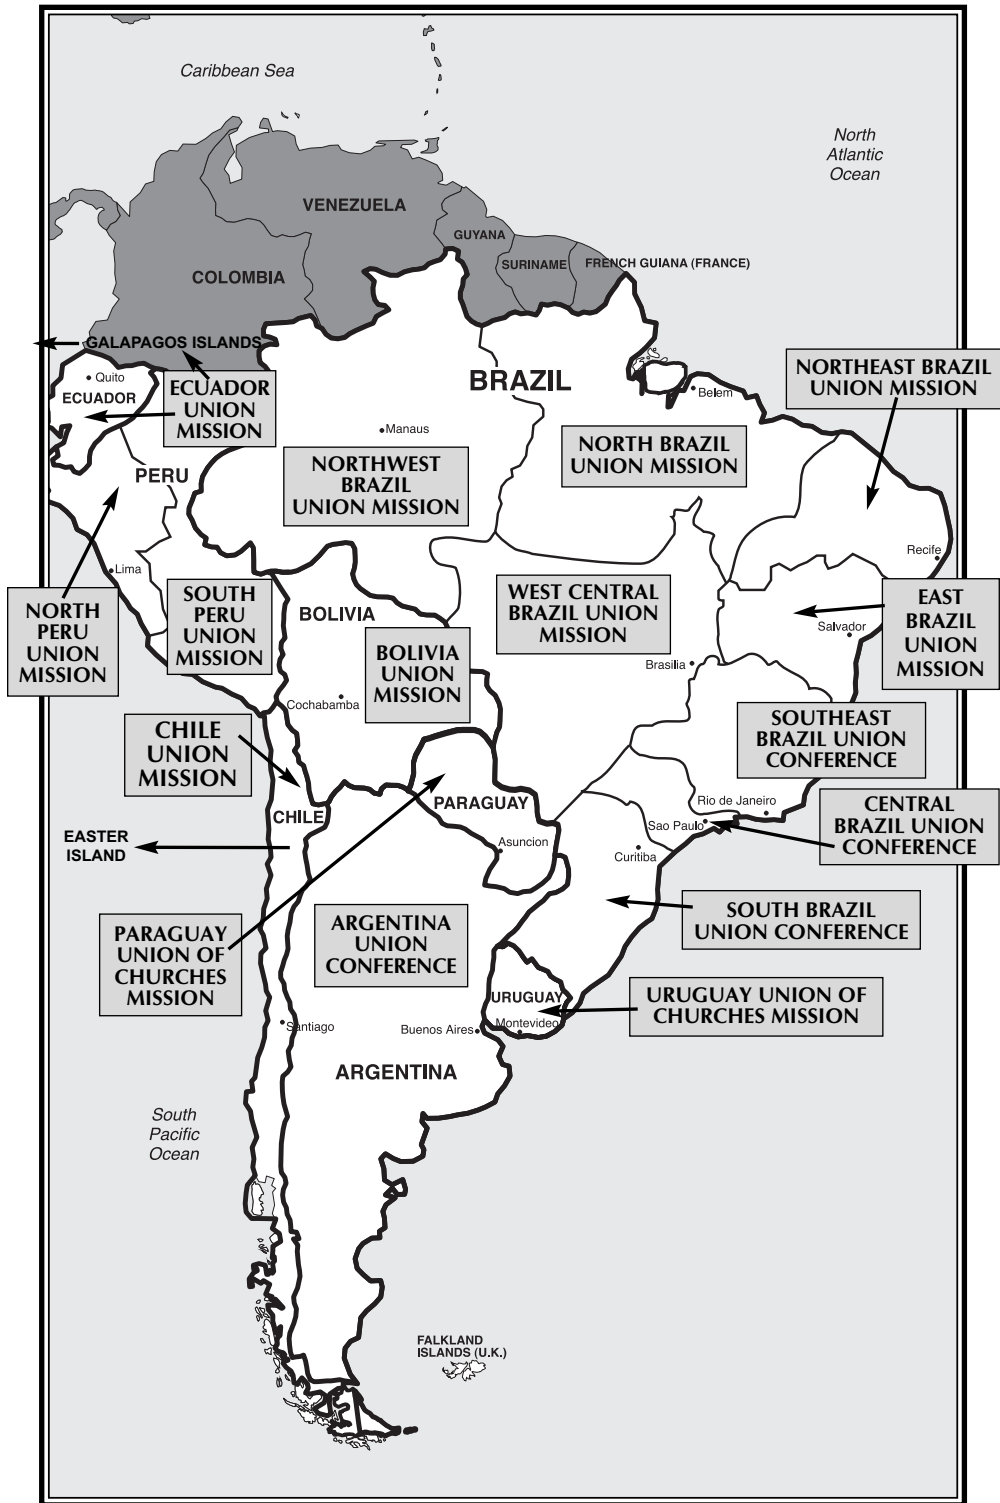 Caribbean Sea
North
Atlantic
Ocean
VENEZUELA
GUYANA
SURINAME
FRENCH GUIANA (FRANCE)
COLOMBIA
GALAPAGOS ISLANDS
Quito
ECUADOR
ECUADOR
UNION
MISSION
BRAZIL
Belem
NORTHEAST BRAZIL
UNION MISSION
Manaus
NORTHWEST
BRAZIL
UNION MISSION
NORTH BRAZIL
UNION MISSION
PERU
Lima
Recife
NORTH
PERU
UNION
MISSION
SOUTH
PERU
UNION
MISSION
BOLIVIA
BOLIVIA
UNION
MISSION
WEST CENTRAL
BRAZIL UNION
MISSION
EAST
BRAZIL
UNION
MISSION
Salvador
Brasilia
Cochabamba
CHILE
UNION
MISSION
SOUTHEAST
BRAZIL UNION
CONFERENCE
CHILE
PARAGUAY
Rio de Janeiro
Sao Paulo
CENTRAL
BRAZIL UNION
CONFERENCE
EASTER
ISLAND
Asuncion
Curitiba
PARAGUAY
UNION OF
CHURCHES
MISSION
ARGENTINA
UNION
CONFERENCE
SOUTH BRAZIL
UNION CONFERENCE
URUGUAY
Montevideo
URUGUAY UNION OF
CHURCHES MISSION
Santiago
Buenos Aires
ARGENTINA
South
Pacific
Ocean
FALKLAND
ISLANDS (U.K.)